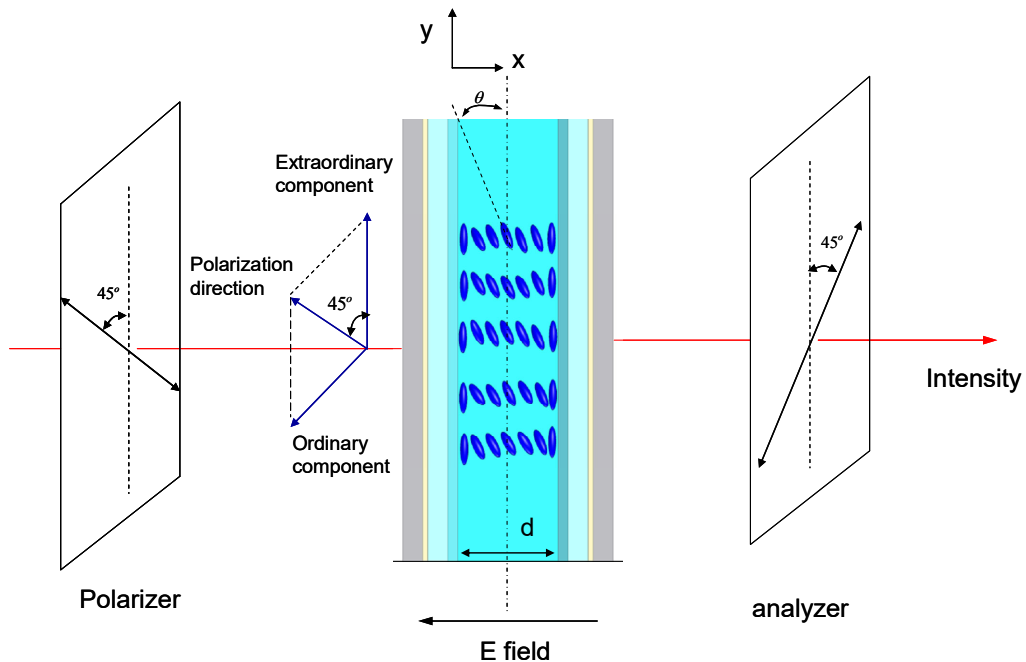 y
x
θ
Extraordinary
component
Polarization
direction
45º
45º
45º
Ordinary
component
Intensity
d
Polarizer
analyzer
E field